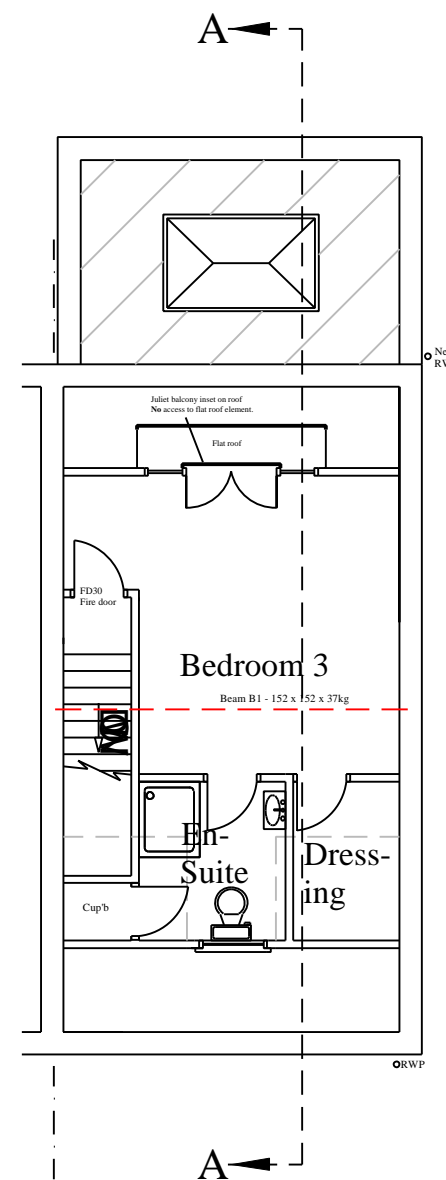 A
Ne
RV
Juliet balcony inset on roof
No access to flat roof element.
Flat roof
FD30
Fire door
Bedroom 3
Beam B1 - 152 x 152 x 37kg
En-
Suite
Dress-
ing
Cup'b
RWP
A